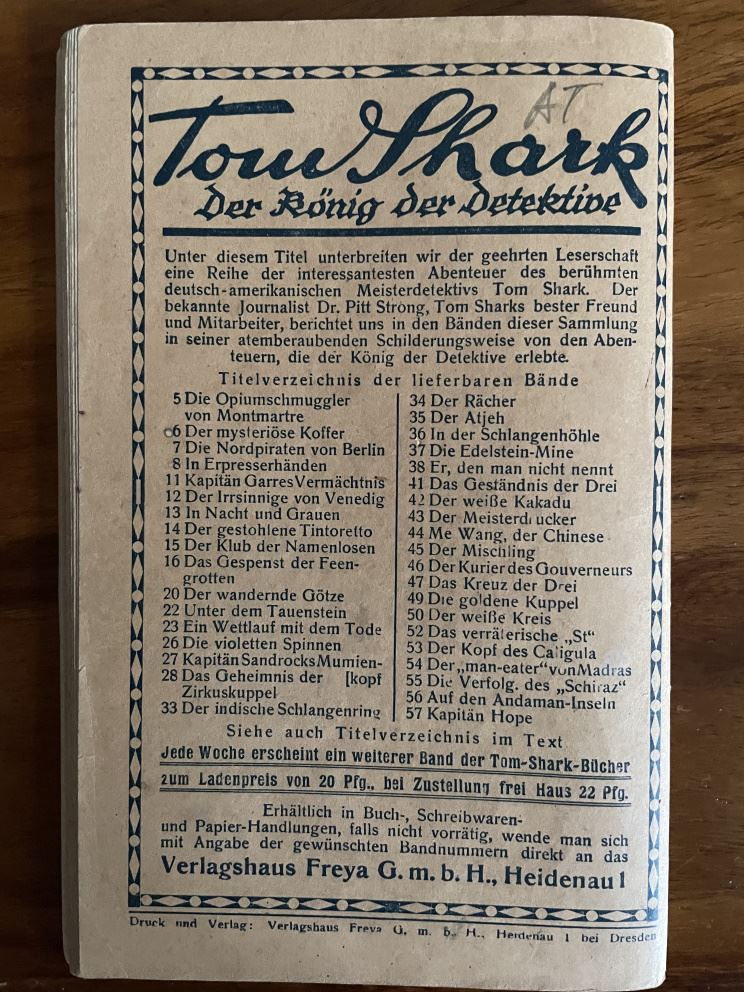 AT
Tom Shark
Der König der Detektive
Unter diesem Titel unterbreiten wir der geehrten Leserschaft
eine Reihe der interessantesten Abenteuer des berühmten
deutsch-amerikanischen Meisterdetektivs Tom Shark. Der
bekannte Journalist Dr. Pitt Strong, Tom Sharks bester Freund
und Mitarbeiter, berichtet uns in den Bänden dieser Sammlung
in seiner atemberaubenden Schilderungsweise von den Aben-
teuern, die der König der Detektive erlebte.
Titelverzeichnis der lieferbaren Bände
5 Die Opiumschmuggler
von Montmartre
6 Der mysteriöse Koffer
7 Die Nordpiraten von Berlin
8 In Erpresserhänden
11 Kapitän Garres Vermächtnis
12 Der Irrsinnige von Venedig
13 In Nacht und Grauen
14 Der gestohlene Tintoretto
15 Der Klub der Namenlosen
16 Das Gespenst der Feen-
grotten
20 Der wandernde Götze
22 Unter dem Tauenstein
23 Ein Wettlauf mit dem Tode
26 Die violetten Spinnen
27 Kapitän Sandrocks Mumien-
28 Das Geheimnis der [kopf
Zirkuskuppel
33 Der indische Schlangenring
34 Der Rächer
35 Der Atjeh
36 In der Schlangenhöhle
37 Die Edelstein-Mine
38 Er, den man nicht nennt
41 Das Geständnis der Drei
42 Der weiße Kakadu
43 Der Meisterdrucker
44 Me Wang, der Chinese
45 Der Mischling
46 Der Kurier des Gouverneurs
47 Das Kreuz der Drei
49 Die goldene Kuppel
50 Der weiße Kreis
52 Das verräterische „St"
53 Der Kopf des Caligula
54 Der „man-eater" von Madras
55 Die Verfolg. des „Schiraz"
56 Auf den Andaman-Inseln
57 Kapitän Hope
Siehe auch Titelverzeichnis im Text
Jede Woche erscheint ein weiterer Band der Tom-Shark-Bücher
zum Ladenpreis von 20 Pfg., bei Zustellung frei Haus 22 Pfg.
Erhältlich in Buch-, Schreibwaren-
und Papier-Handlungen, falls nicht vorrätig, wende man sich
mit Angabe der gewünschten Bandnummern direkt an das
Verlagshaus Freya G. m. b. H., Heidenau 1
Druck und Verlag: Verlagshaus Freya G. m. b. H., Heidenau 1 bei Dresden